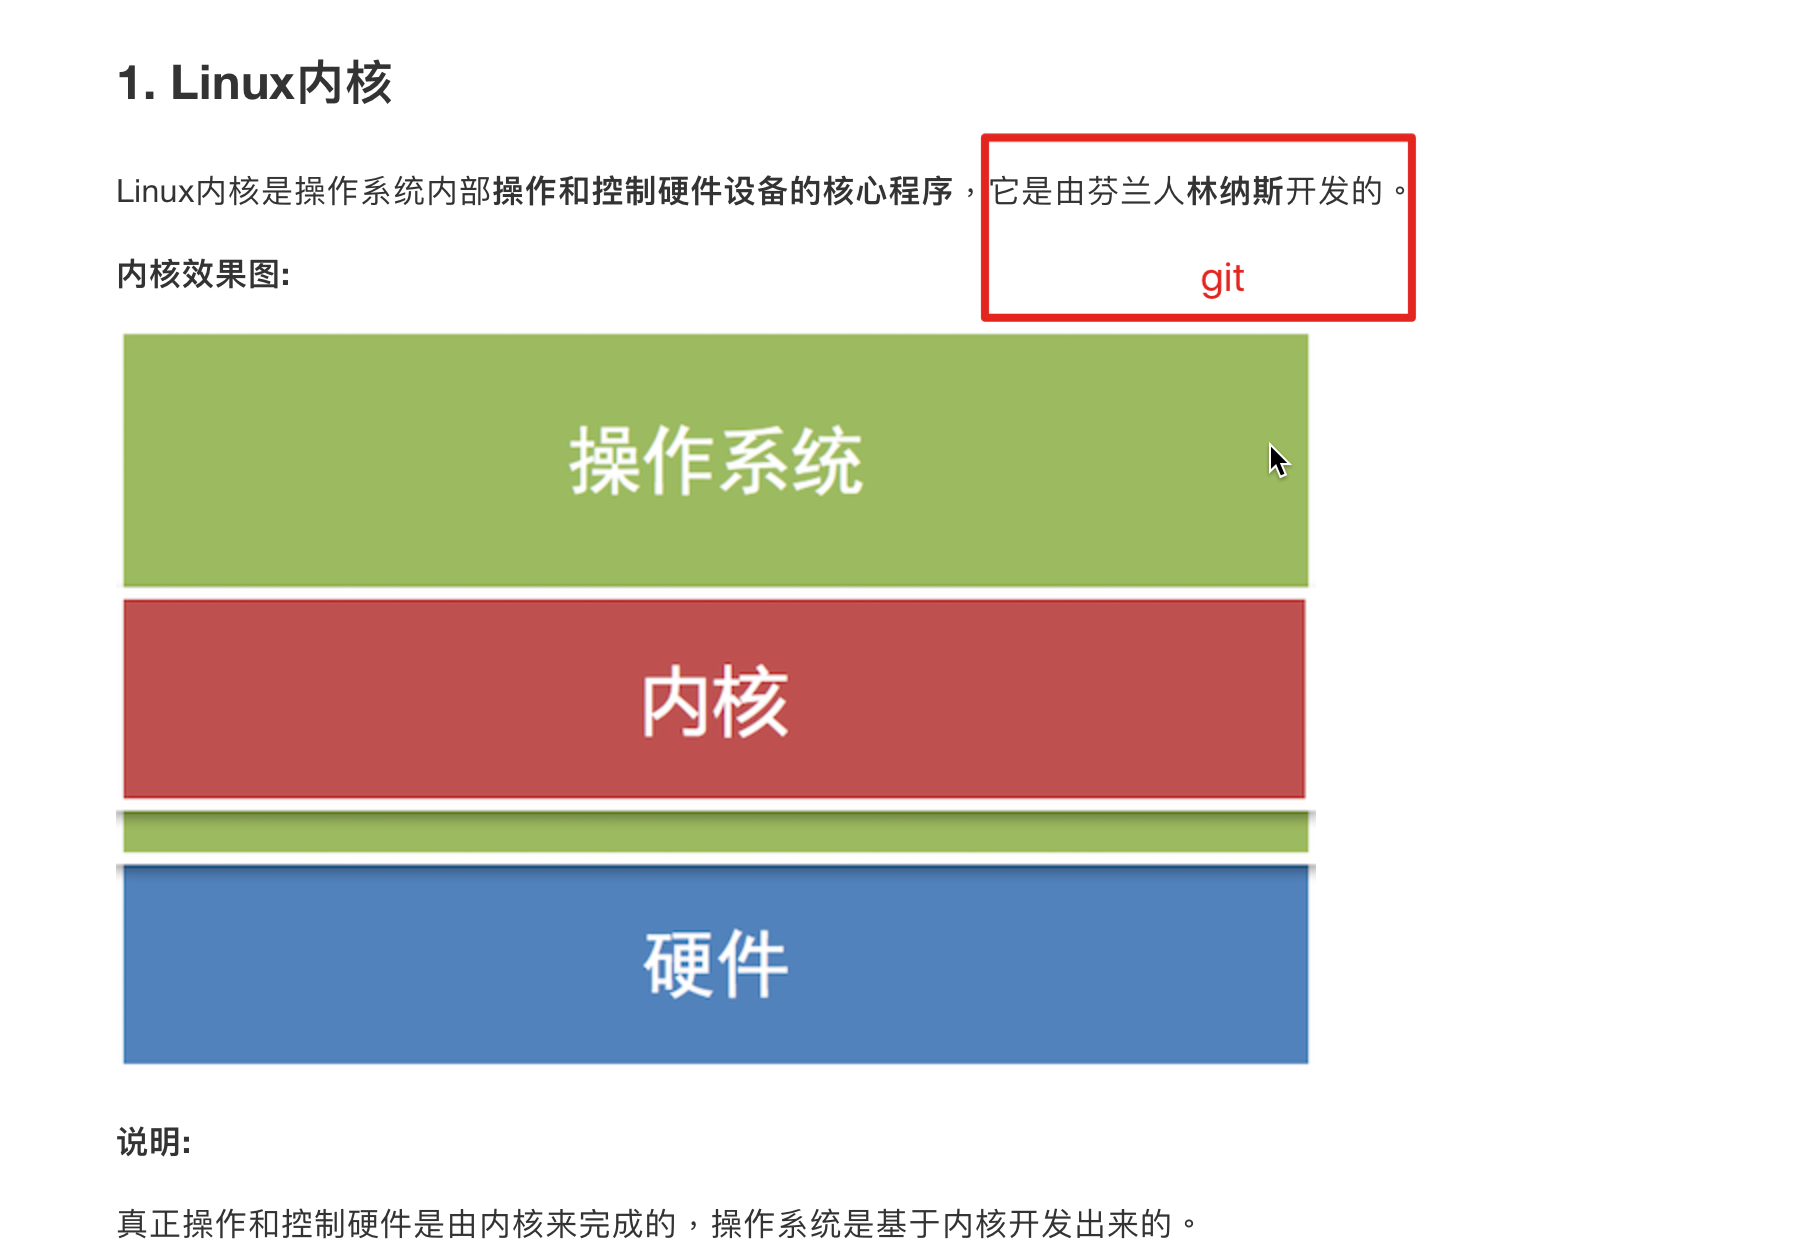 1. Linux内核
Linux内核是操作系统内部操作和控制硬件设备的核心程序，它是由芬兰人林纳斯开发的。
git
内核效果图:
操作系统
内核
硬件
说明:
真正操作和控制硬件是由内核来完成的，操作系统是基于内核开发出来的。